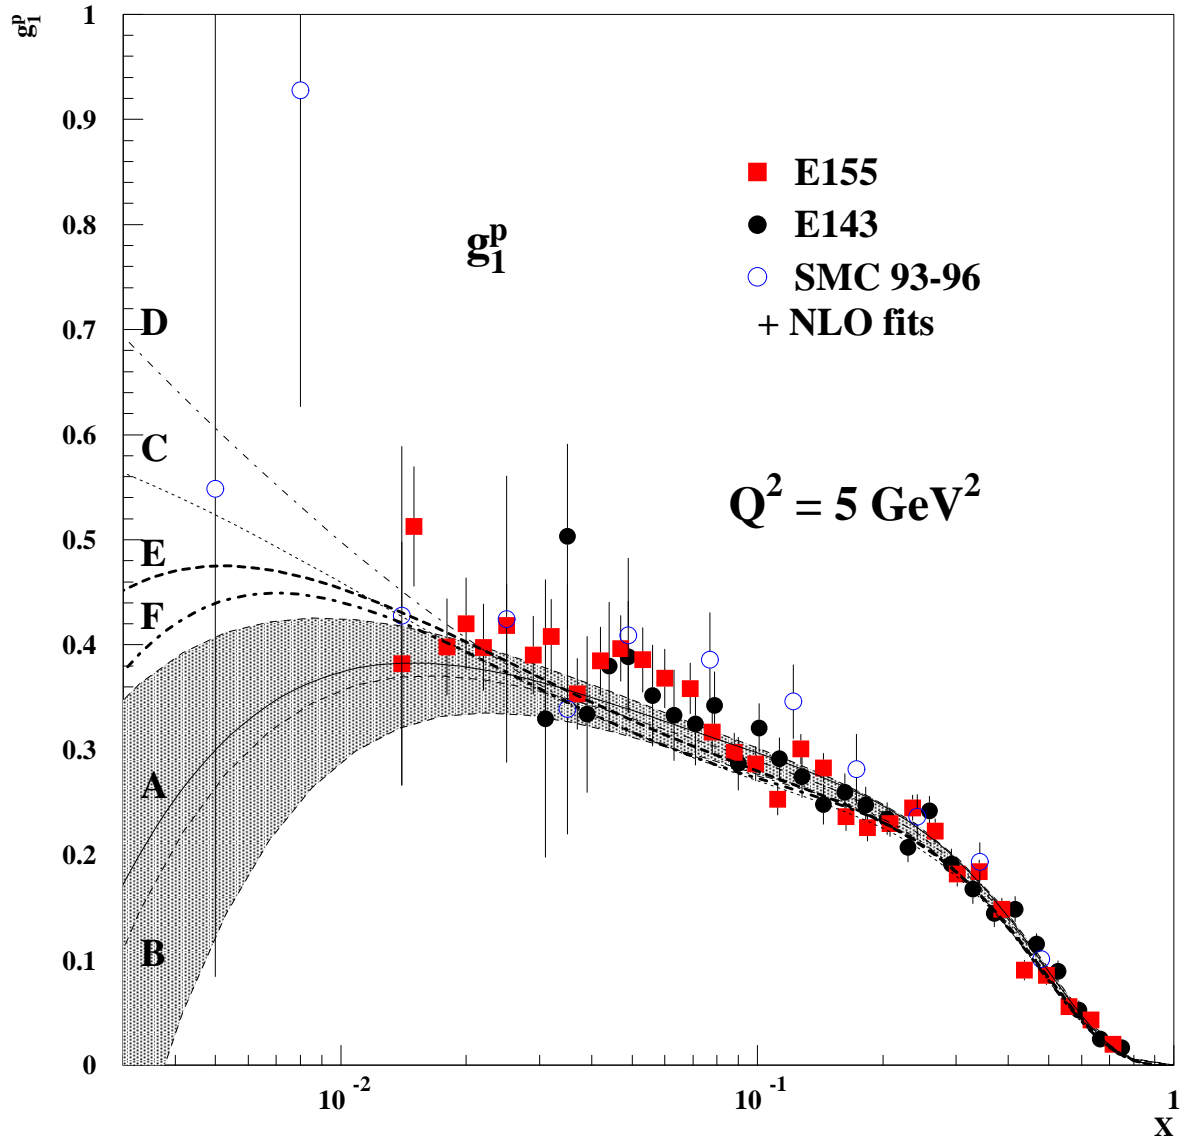 g₁ᵖ
1
0.9
0.8
0.7
0.6
0.5
0.4
0.3
0.2
0.1
0
E155
E143
SMC 93-96
+ NLO fits
g₁ᵖ
Q² = 5 GeV²
D
C
E
F
A
B
10⁻²
10⁻¹
1
x